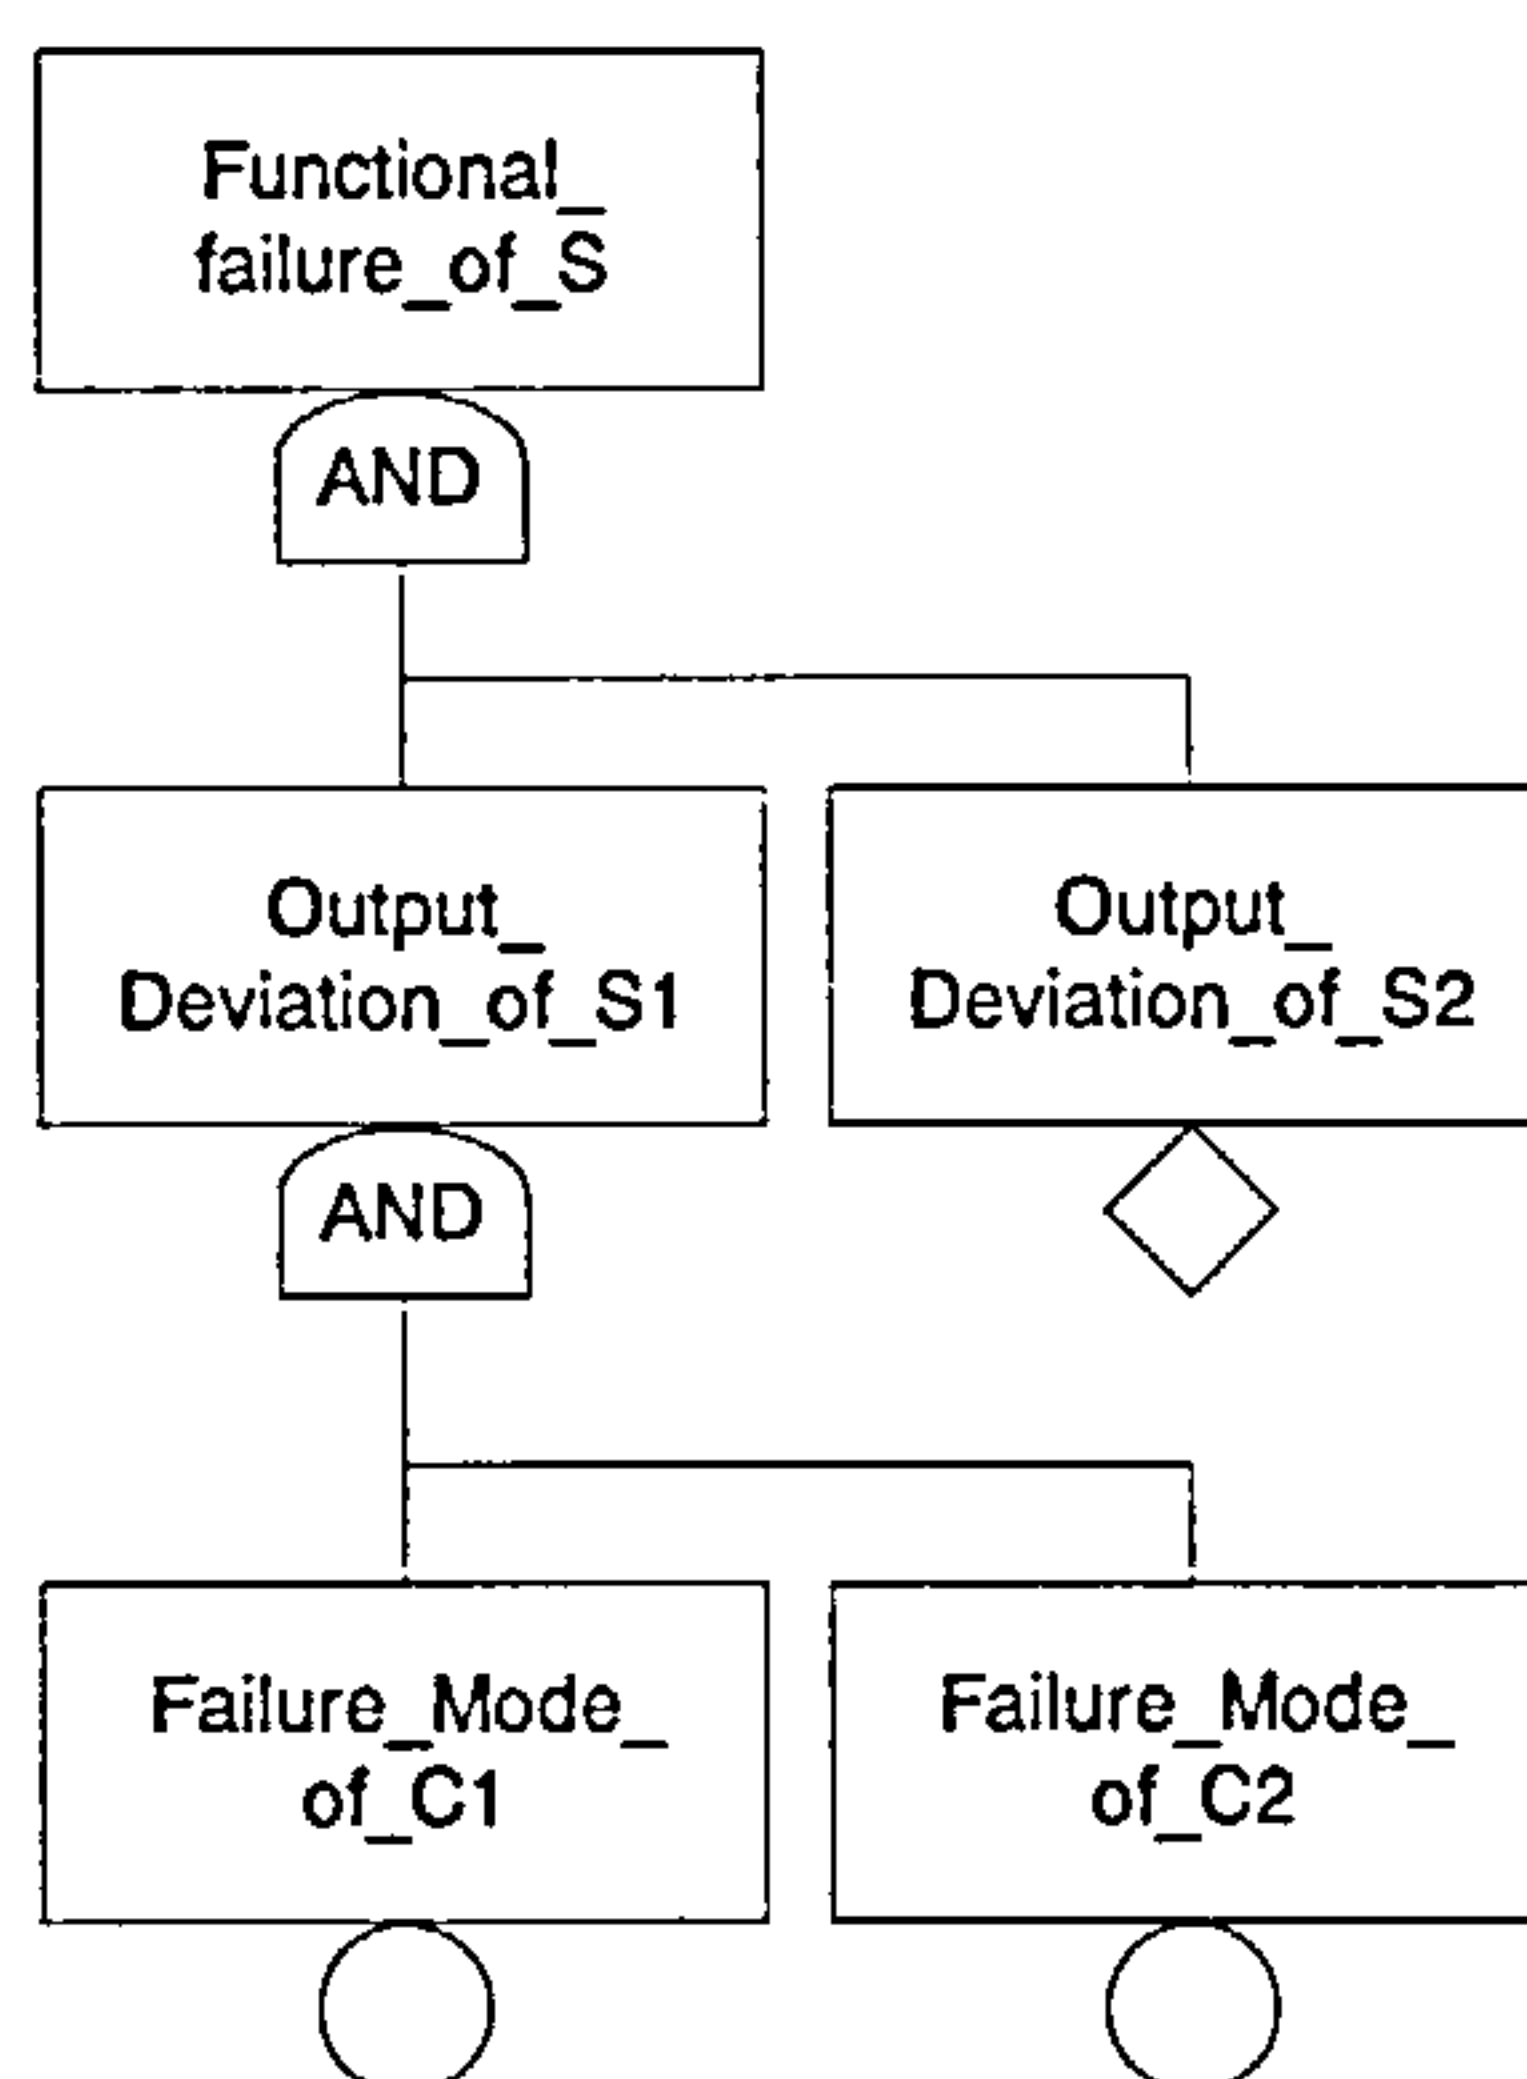 Functional_
failure_of_S
AND
Output_
Deviation_of_S1
Output_
Deviation_of_S2
AND
Failure_Mode_
of_C1
Failure_Mode_
of_C2